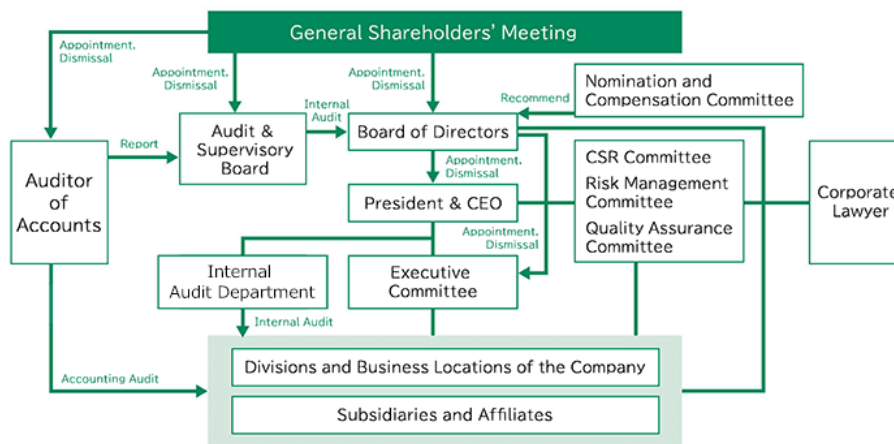 General Shareholders' Meeting
Appointment.
Dismissal
Appointment.
Dismissal
Appointment.
Dismissal
Nomination and
Compensation Committee
Recommend
Internal
Audit
Report
Audit &
Supervisory
Board
Board of Directors
Auditor
of
Accounts
Appointment.
Dismissal
CSR Committee
Risk Management
Committee
Quality Assurance
Committee
Corporate
Lawyer
President & CEO
Appointment.
Dismissal
Internal
Audit Department
Executive
Committee
Internal Audit
Divisions and Business Locations of the Company
Accounting Audit
Subsidiaries and Affiliates